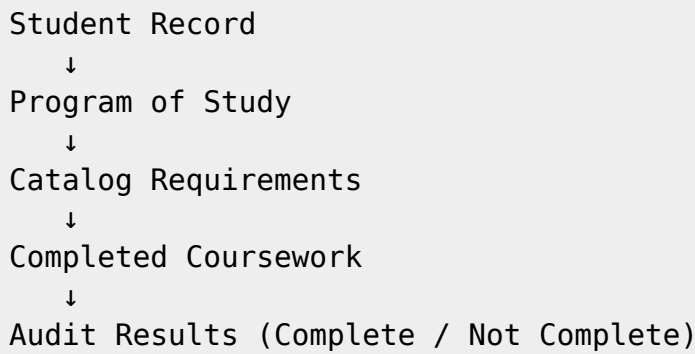 Student Record
↓
Program of Study
↓
Catalog Requirements
↓
Completed Coursework
↓
Audit Results (Complete / Not Complete)